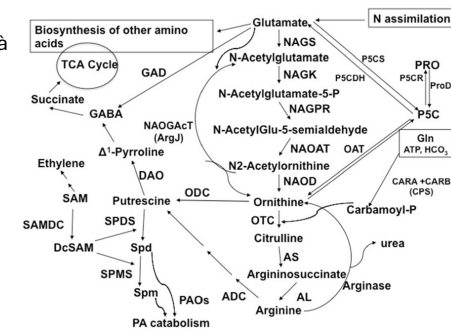 à
Biosynthesis of other amino
acids
Glutamate
N assimilation
TCA Cycle
GAD
NAGS
N-Acetylglutamate
P5CS
PRO
NAGK
P5CDH
P5CR
ProD
Succinate
N-Acetylglutamate-5-P
GABA
NAGPR
P5C
NAOGAcT
(ArgJ)
N-AcetylGlu-5-semialdehyde
Gln
ATP, HCO3
Δ1-Pyrroline
NAOAT
OAT
Ethylene
N2-Acetylornithine
DAO
NAOD
CARA +CARB
(CPS)
SAM
Putrescine
ODC
Ornithine
Carbamoyl-P
SAMDC
SPDS
OTC
DcSAM
Spd
Citrulline
urea
SPMS
AS
Argininosuccinate
Arginase
Spm
PAOs
ADC
AL
Arginine
PA catabolism